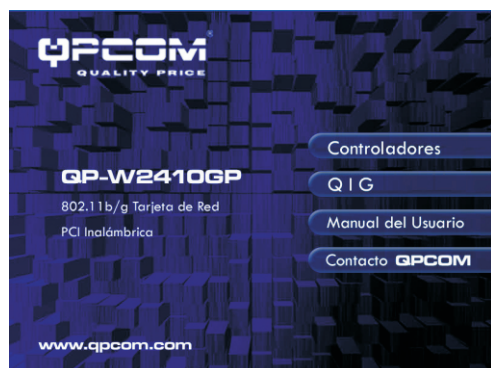 QPCOM®
QUALITY PRICE
QP-W2410GP
802.11b/g Tarjeta de Red
PCI Inalámbrica
Controladores
Q I G
Manual del Usuario
Contacto QPCOM
www.qpcom.com